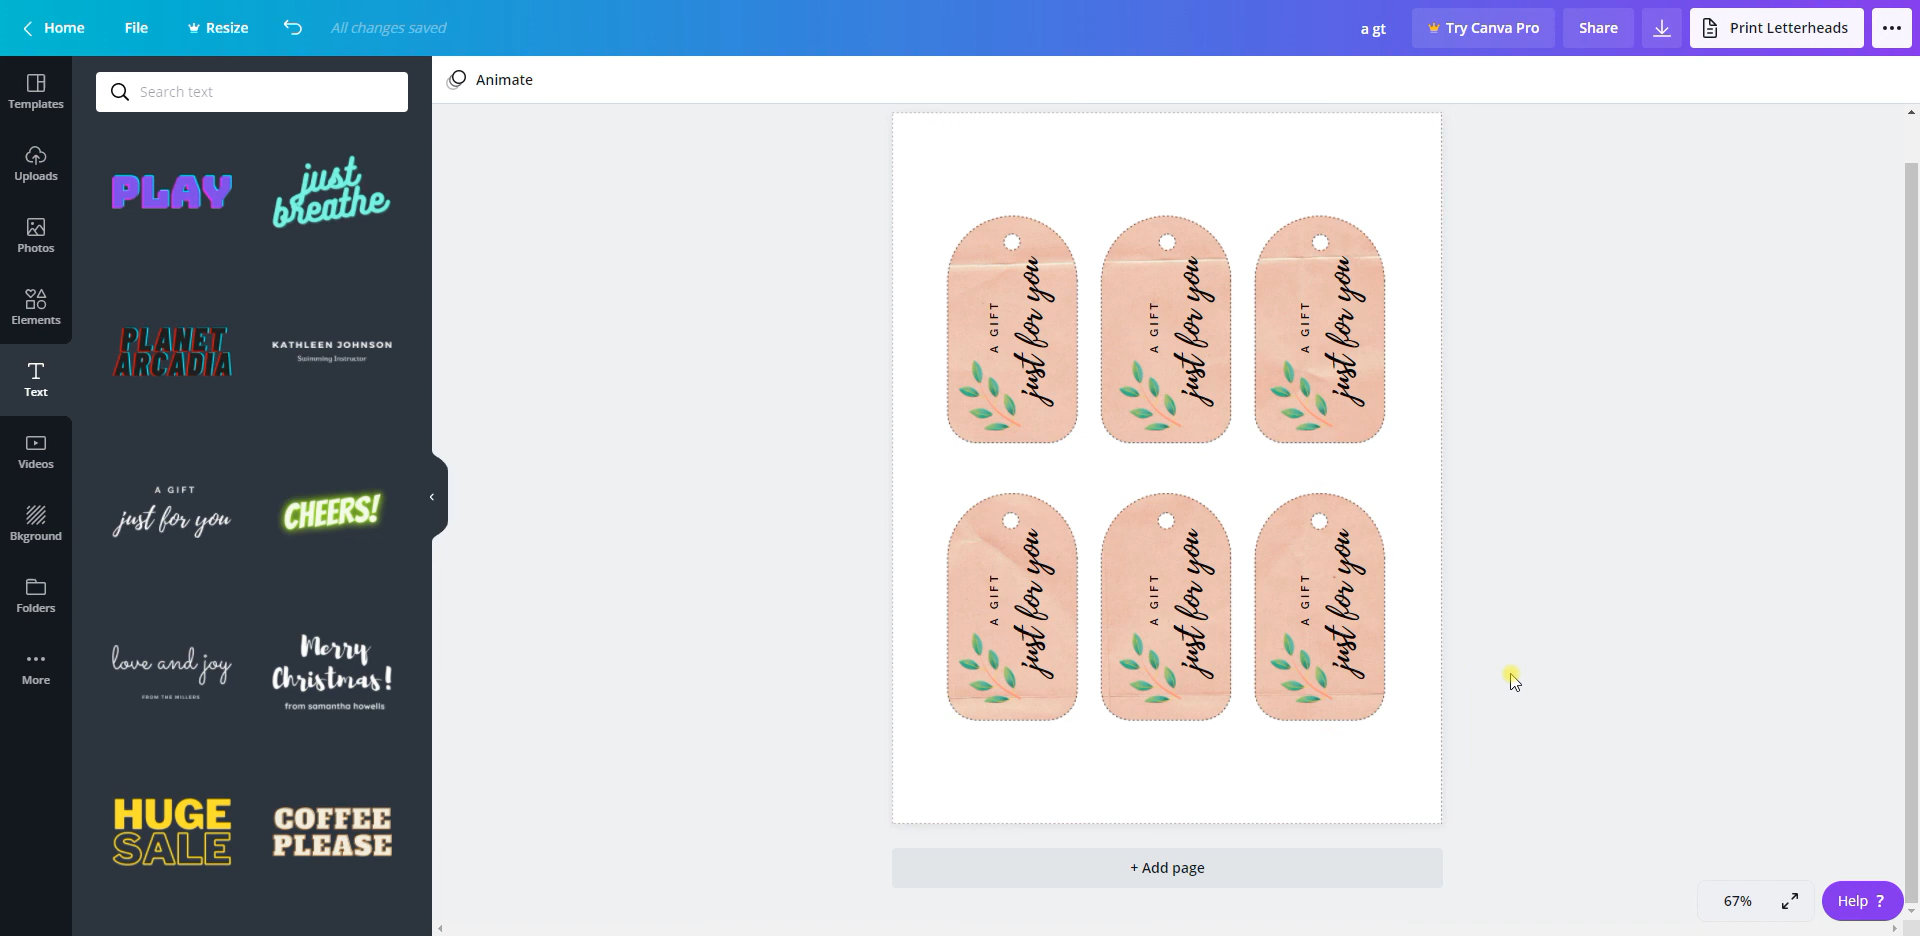 Home
File
Resize
All changes saved
a gt
Try Canva Pro
Share
Print Letterheads
Templates
Uploads
Photos
Elements
Text
Videos
Bkground
Folders
More
Search text
PLAY
just
breathe
PLANET
ARCADIA
KATHLEEN JOHNSON
Swimming Instructor
A GIFT
just for you
CHEERS!
love and joy
FROM THE MILLERS
Merry
Christmas!
from samantha howells
HUGE
SALE
COFFEE
PLEASE
Animate
A GIFT
just for you
A GIFT
just for you
A GIFT
just for you
A GIFT
just for you
A GIFT
just for you
A GIFT
just for you
+ Add page
67%
Help ?